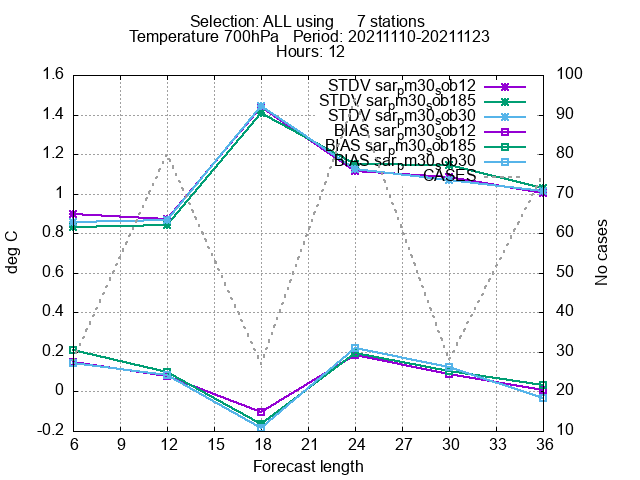 Selection: ALL using 7 stations
Temperature 700hPa Period: 20211110-20211123
Hours: 12
1.6
1.4
1.2
1
0.8
0.6
0.4
0.2
0
-0.2
100
90
80
70
60
50
40
30
20
10
6 9 12 15 18 21 24 27 30 33 36
deg C
No cases
Forecast length
STDV sar_pm30_sob12
STDV sar_pm30_sob185
STDV sar_pm30_sob30
BIAS sar_pm30_sob12
BIAS sar_pm30_sob185
BIAS sar_pm30_sob30
CASES